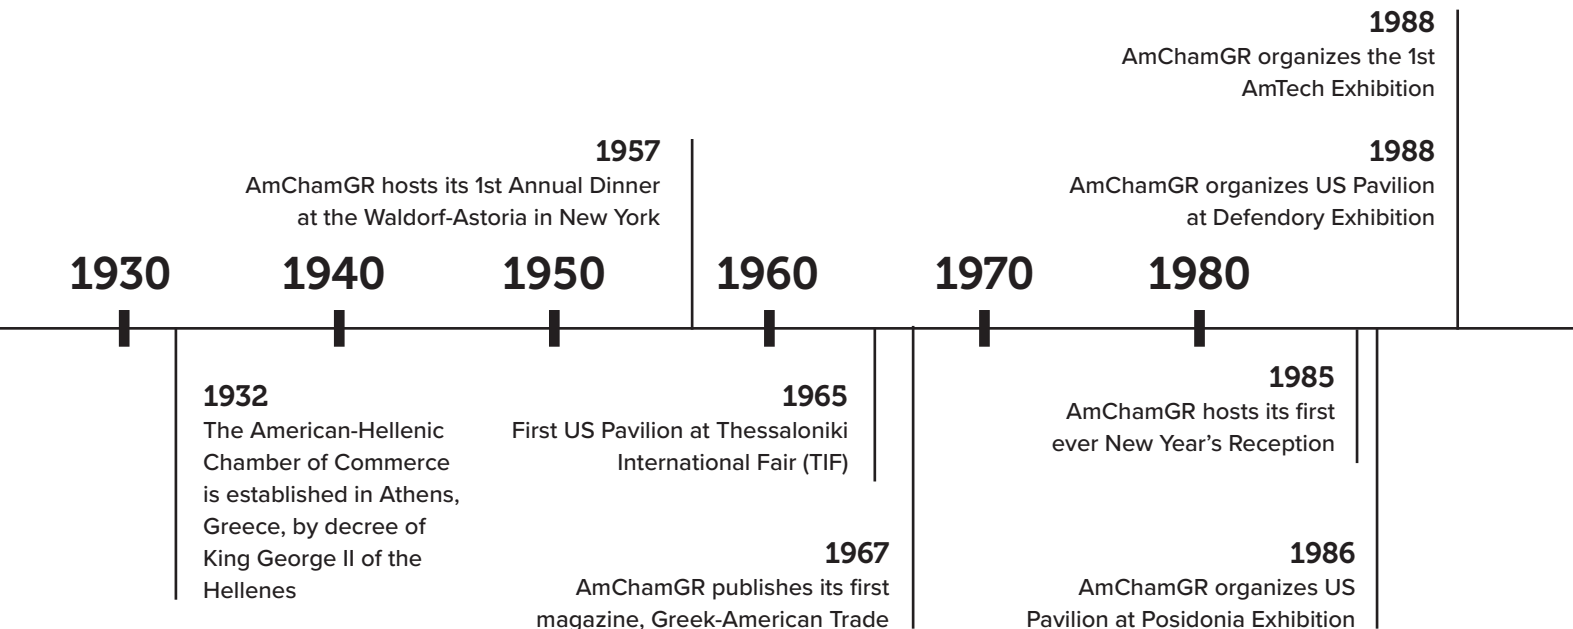 1988
AmChamGR organizes the 1st
AmTech Exhibition
1957
AmChamGR hosts its 1st Annual Dinner
at the Waldorf-Astoria in New York
1988
AmChamGR organizes US Pavilion
at Defendory Exhibition
1930
1940
1950
1960
1970
1980
1932
The American-Hellenic
Chamber of Commerce
is established in Athens,
Greece, by decree of
King George II of the
Hellenes
1965
First US Pavilion at Thessaloniki
International Fair (TIF)
1967
AmChamGR publishes its first
magazine, Greek-American Trade
1985
AmChamGR hosts its first
ever New Year’s Reception
1986
AmChamGR organizes US
Pavilion at Posidonia Exhibition